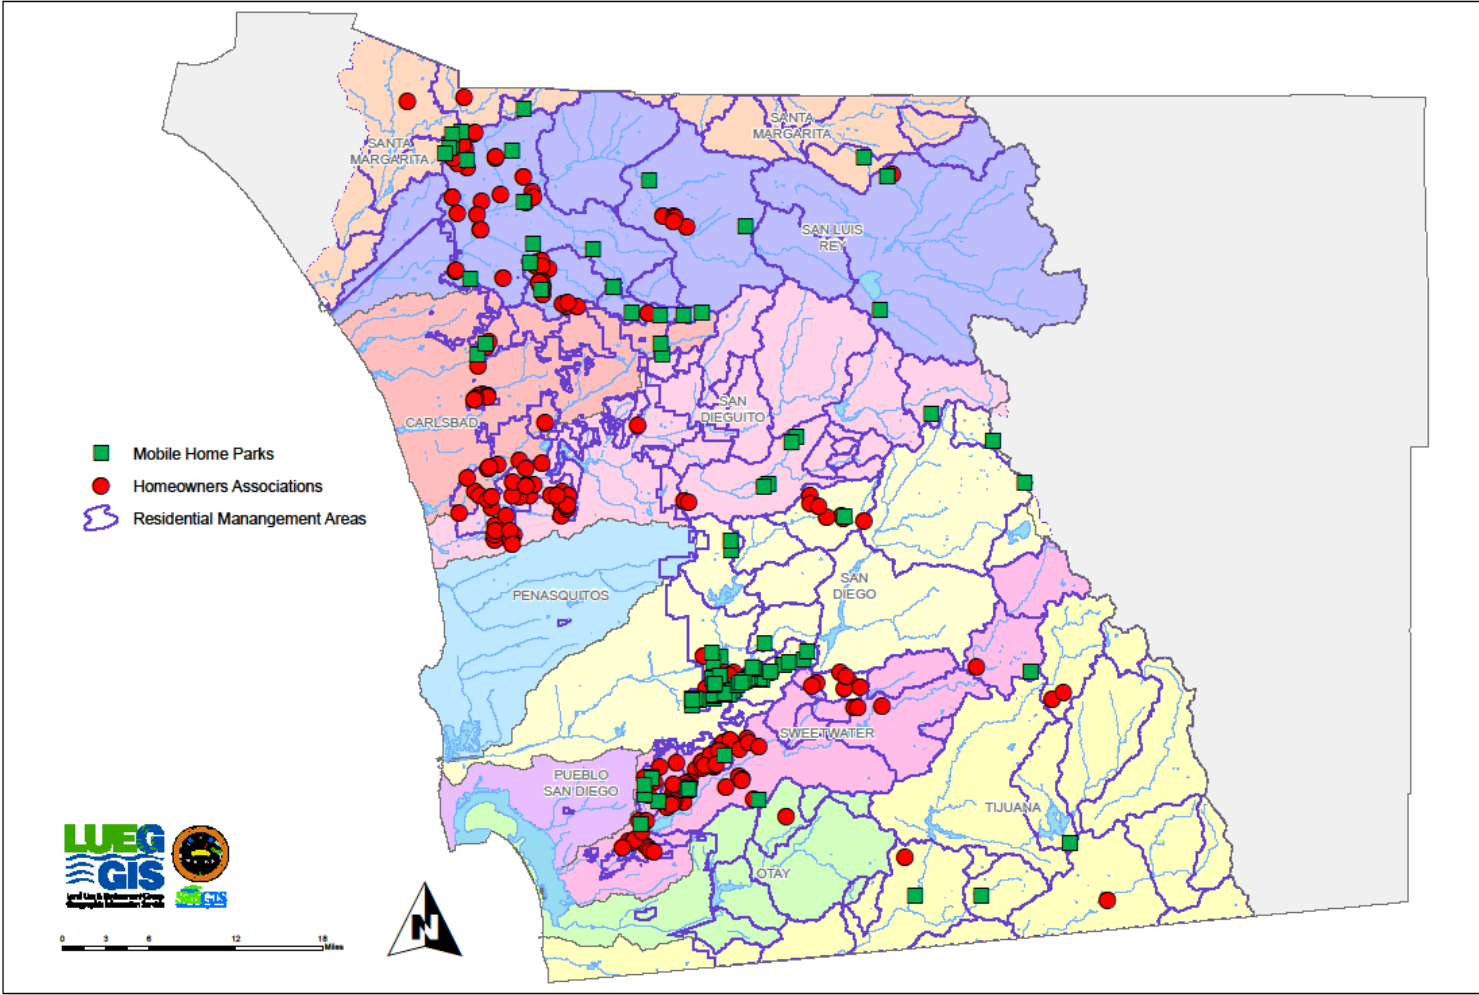 SANTA
MARGARITA
SANTA
MARGARITA
SAN LUIS
REY
SAN
DIEGUITO
CARLSBAD
Mobile Home Parks
Homeowners Associations
Residential Manangement Areas
PENASQUITOS
SAN
DIEGO
SWEETWATER
PUEBLO
SAN DIEGO
TIJUANA
OTAY
LUEG
GIS
N
0 3 6 12 18
Miles